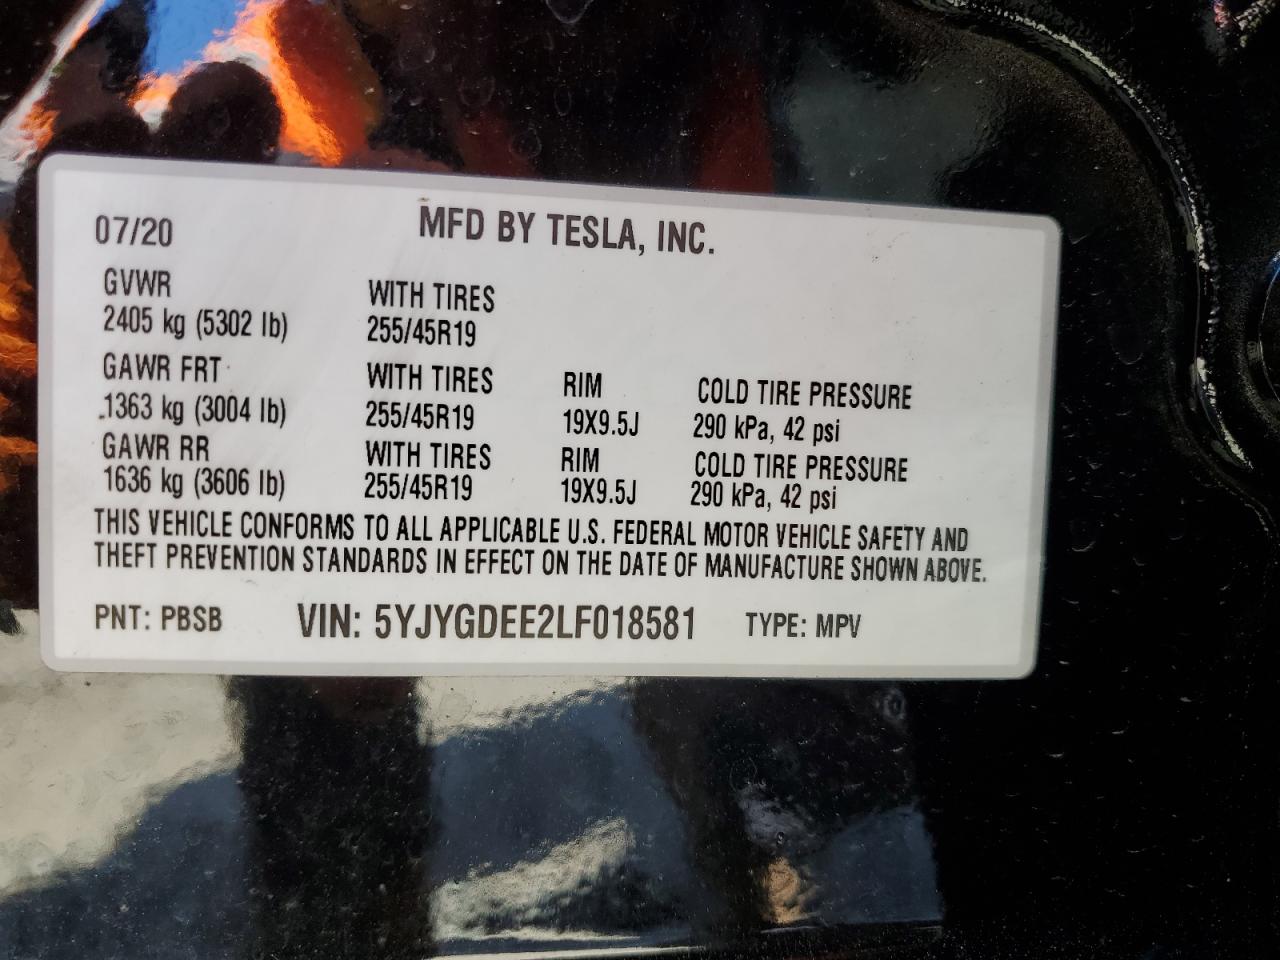 07/20 MFD BY TESLA, INC.
GVWR WITH TIRES
2405 kg (5302 lb) 255/45R19
GAWR FRT WITH TIRES RIM COLD TIRE PRESSURE
1363 kg (3004 lb) 255/45R19 19X9.5J 290 kPa, 42 psi
GAWR RR WITH TIRES RIM COLD TIRE PRESSURE
1636 kg (3606 lb) 255/45R19 19X9.5J 290 kPa, 42 psi
THIS VEHICLE CONFORMS TO ALL APPLICABLE U.S. FEDERAL MOTOR VEHICLE SAFETY AND
THEFT PREVENTION STANDARDS IN EFFECT ON THE DATE OF MANUFACTURE SHOWN ABOVE.
PNT: PBSB VIN: 5YJYGDEE2LF018581 TYPE: MPV